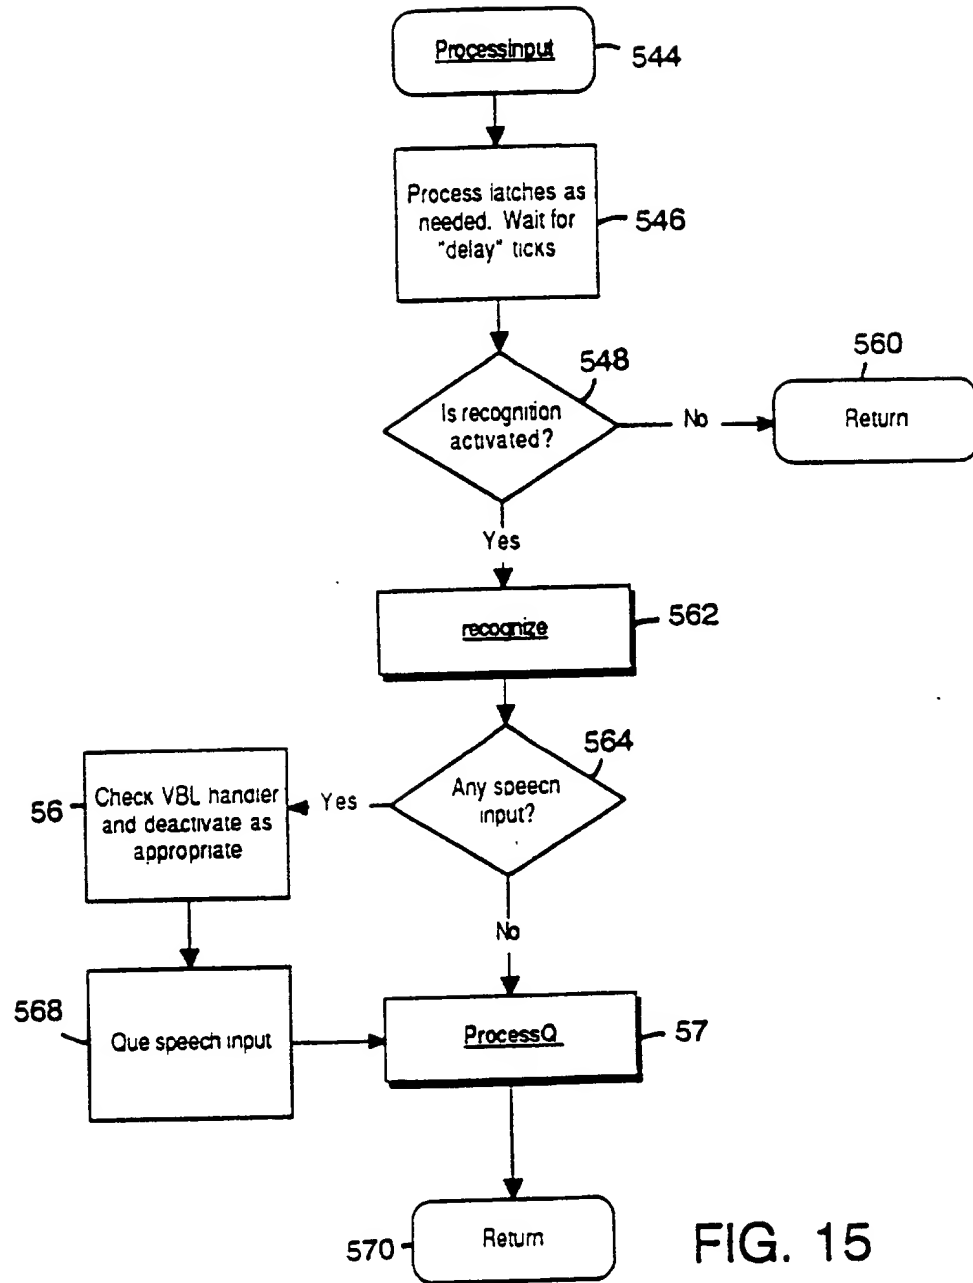 ProcessInput
544
Process latches as
needed. Wait for
"delay" ticks
546
548
Is recognition
activated?
No
560
Return
Yes
recognize
562
564
Any speech
input?
Yes
56
Check VBL handler
and deactivate as
appropriate
No
568
Que speech input
ProcessQ
57
570
Return
FIG. 15